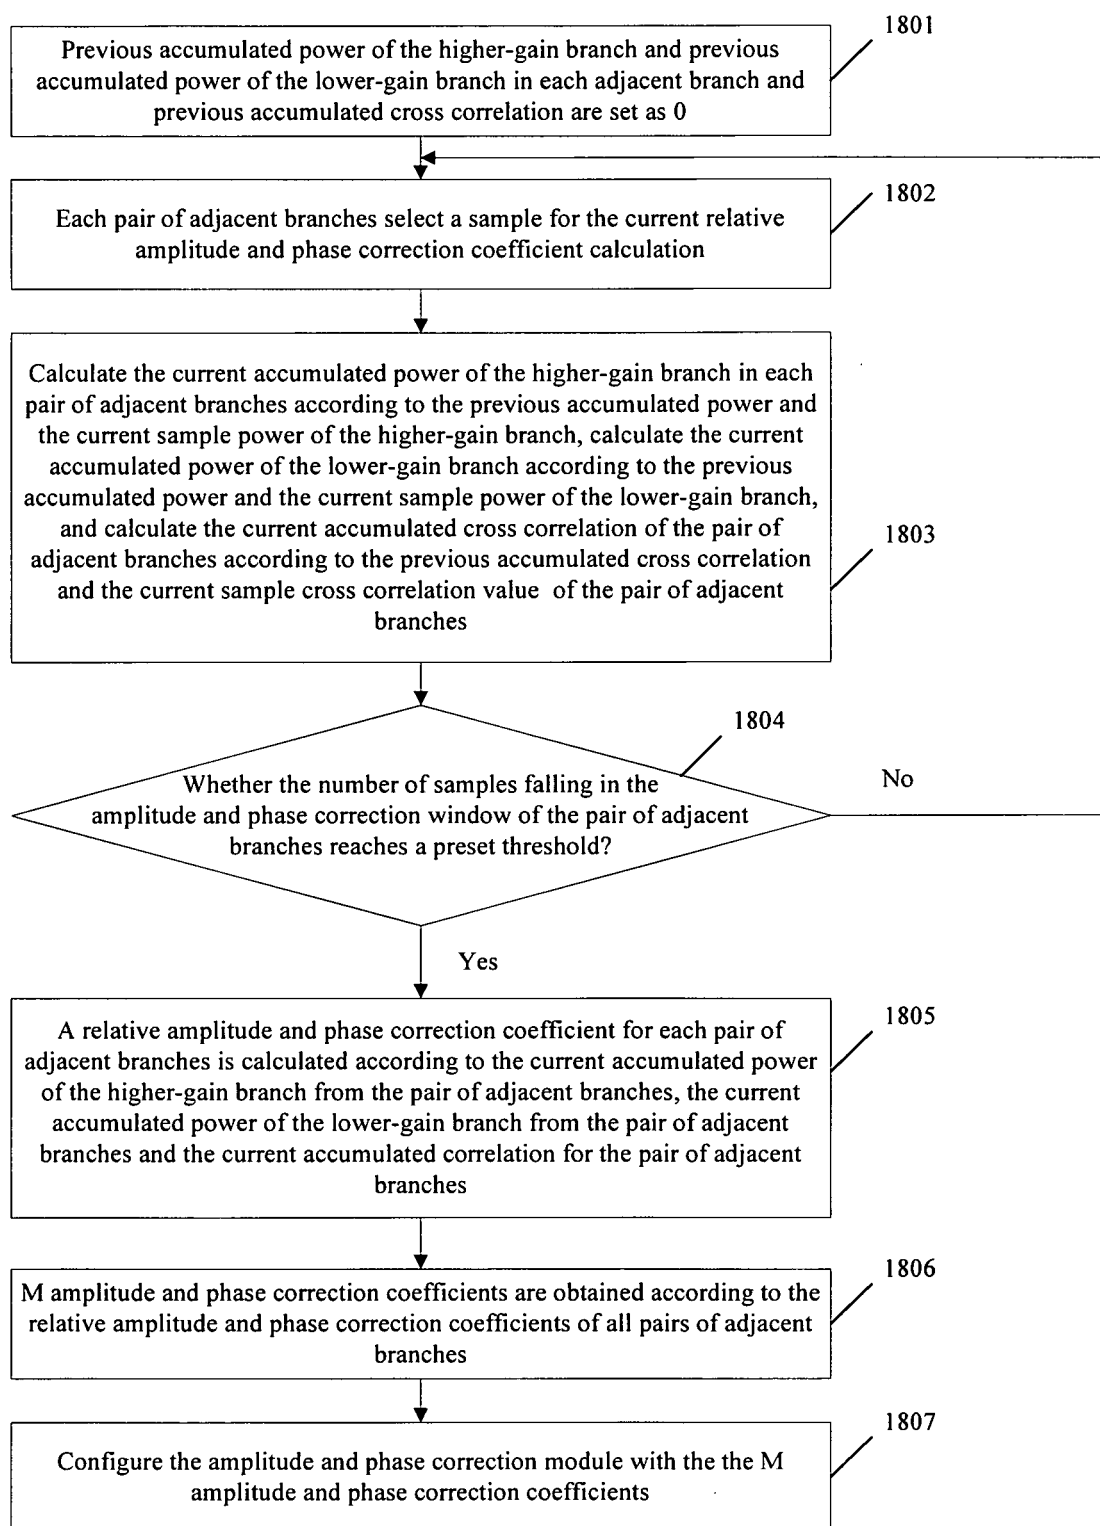 1801
Previous accumulated power of the higher-gain branch and previous
accumulated power of the lower-gain branch in each adjacent branch and
previous accumulated cross correlation are set as 0
1802
Each pair of adjacent branches select a sample for the current relative
amplitude and phase correction coefficient calculation
Calculate the current accumulated power of the higher-gain branch in each
pair of adjacent branches according to the previous accumulated power and
the current sample power of the higher-gain branch, calculate the current
accumulated power of the lower-gain branch according to the previous
accumulated power and the current sample power of the lower-gain branch,
and calculate the current accumulated cross correlation of the pair of
adjacent branches according to the previous accumulated cross correlation
and the current sample cross correlation value of the pair of adjacent
branches
1803
1804
Whether the number of samples falling in the
amplitude and phase correction window of the pair of adjacent
branches reaches a preset threshold?
No
Yes
1805
A relative amplitude and phase correction coefficient for each pair of
adjacent branches is calculated according to the current accumulated power
of the higher-gain branch from the pair of adjacent branches, the current
accumulated power of the lower-gain branch from the pair of adjacent
branches and the current accumulated correlation for the pair of adjacent
branches
1806
M amplitude and phase correction coefficients are obtained according to the
relative amplitude and phase correction coefficients of all pairs of adjacent
branches
1807
Configure the amplitude and phase correction module with the the M
amplitude and phase correction coefficients